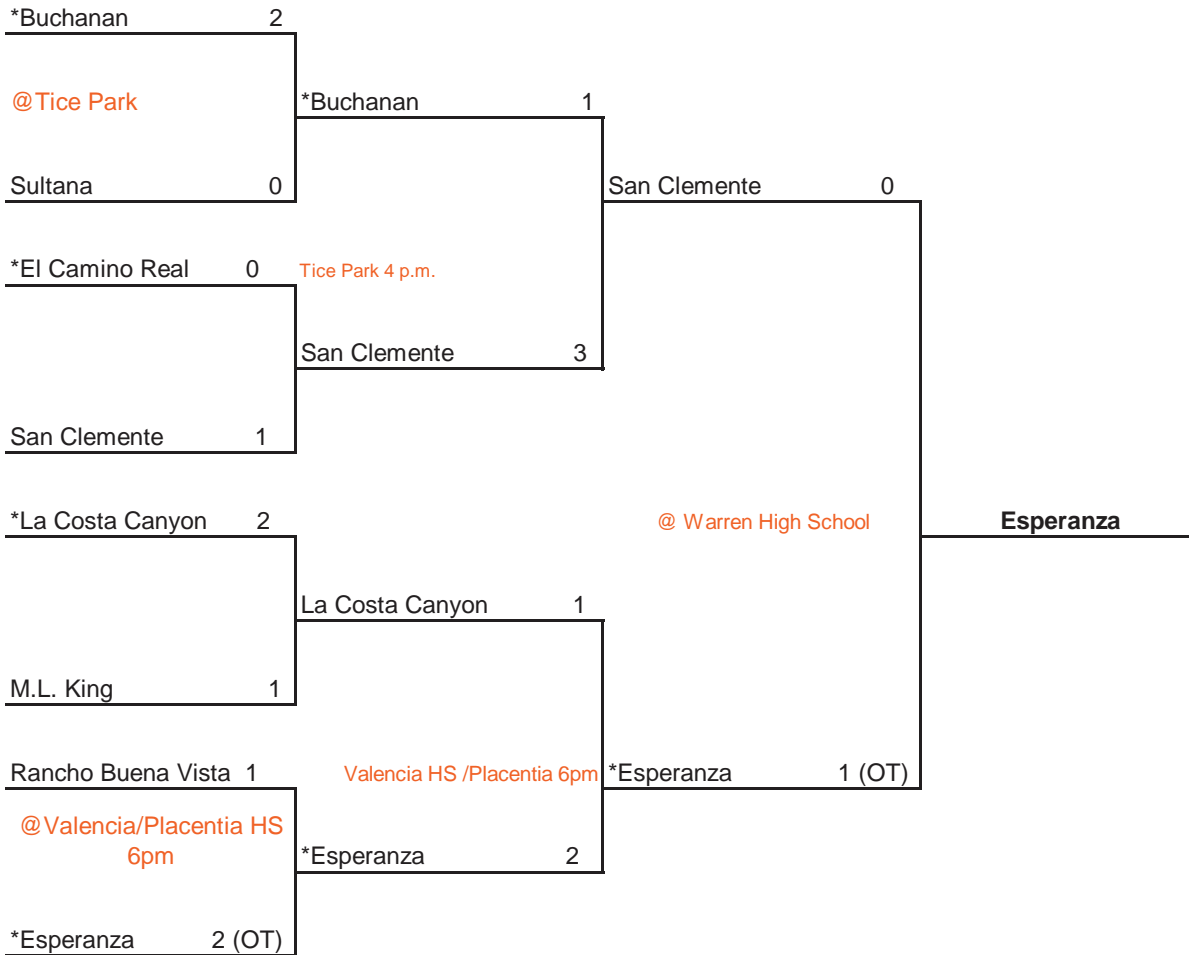 *Buchanan 2
@Tice Park
*Buchanan 1
Sultana 0
San Clemente 0
*El Camino Real 0
Tice Park 4 p.m.
San Clemente 3
San Clemente 1
*La Costa Canyon 2
@ Warren High School
Esperanza
La Costa Canyon 1
M.L. King 1
Rancho Buena Vista 1
Valencia HS /Placentia 6pm
*Esperanza 1 (OT)
@Valencia/Placentia HS
6pm
*Esperanza 2
*Esperanza 2 (OT)